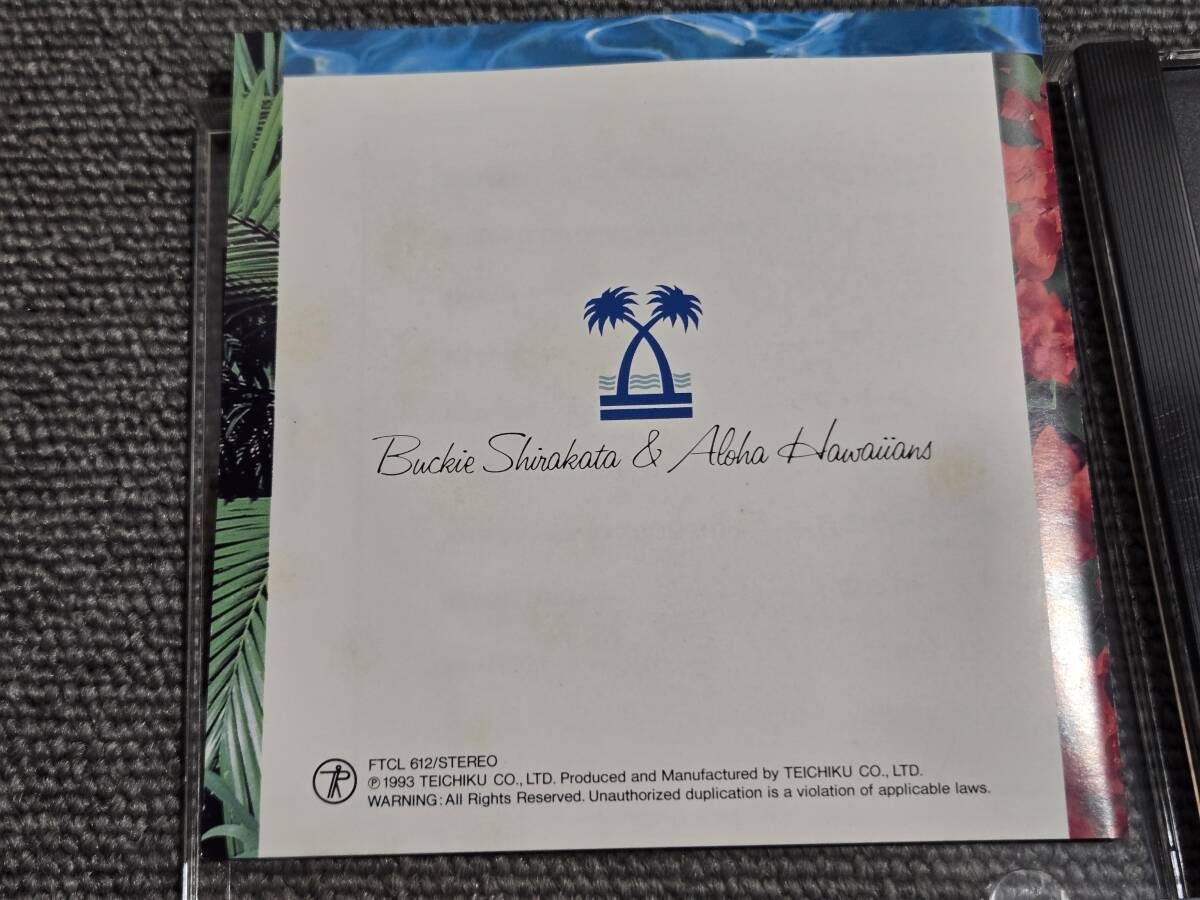 Buckie Shirakata & Aloha Hawaiians
FTCL 612/STEREO
℗1993 TEICHIKU CO., LTD. Produced and Manufactured by TEICHIKU CO., LTD.
WARNING: All Rights Reserved. Unauthorized duplication is a violation of applicable laws.